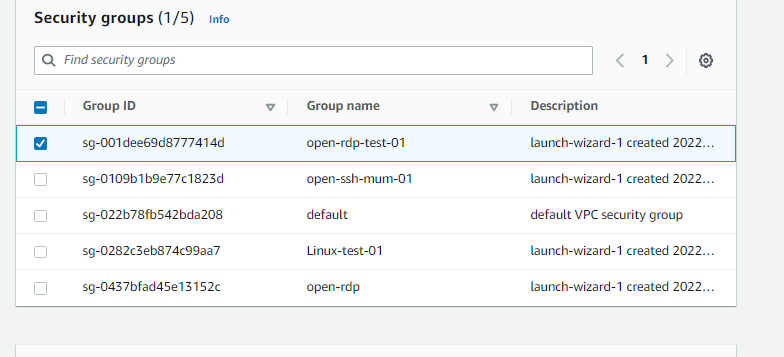 Security groups (1/5) Info
Find security groups
1
Group ID Group name Description
sg-001dee69d8777414d open-rdp-test-01 launch-wizard-1 created 2022...
sg-0109b1b9e77c1823d open-ssh-mum-01 launch-wizard-1 created 2022...
sg-022b78fb542bda208 default default VPC security group
sg-0282c3eb874c99aa7 Linux-test-01 launch-wizard-1 created 2022...
sg-0437bfad45e13152c open-rdp launch-wizard-1 created 2022...